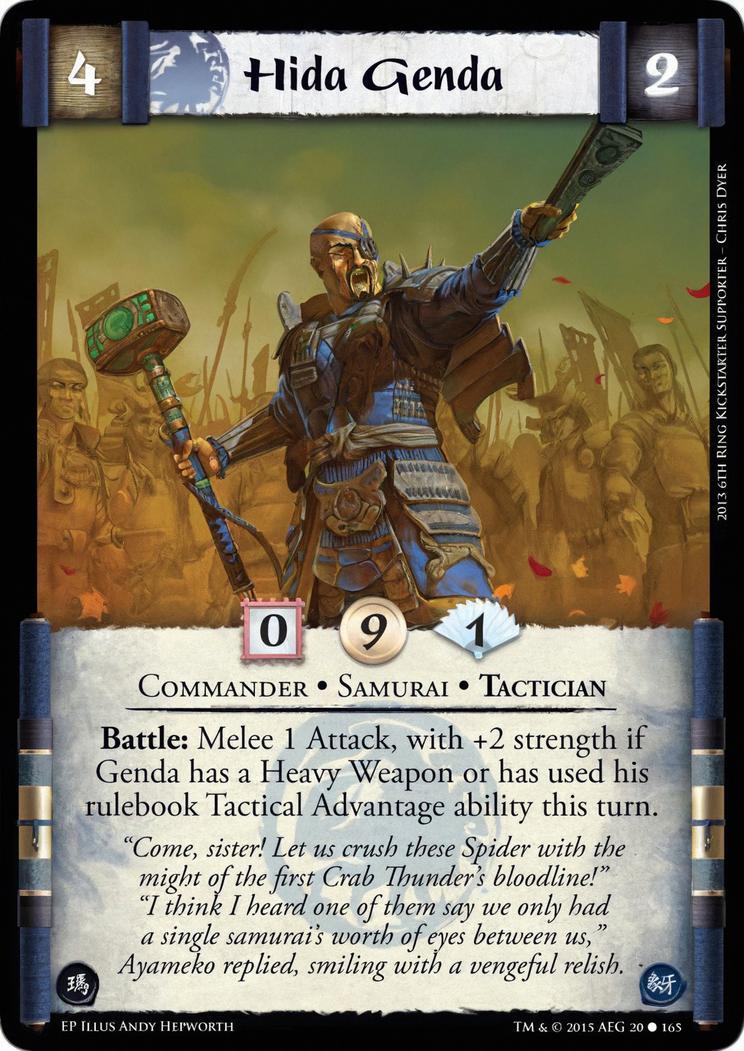 4
Hida Genda
2
2013 6TH RING KICKSTARTER SUPPORTER – CHRIS DYER
0
9
1
COMMANDER • SAMURAI • TACTICIAN
Battle: Melee 1 Attack, with +2 strength if
Genda has a Heavy Weapon or has used his
rulebook Tactical Advantage ability this turn.
“Come, sister! Let us crush these Spider with the
might of the first Crab Thunder’s bloodline!”
“I think I heard one of them say we only had
a single samurai’s worth of eyes between us,”
Ayameko replied, smiling with a vengeful relish.
EP ILLUS ANDY HEPWORTH
TM & © 2015 AEG 20 ● 165